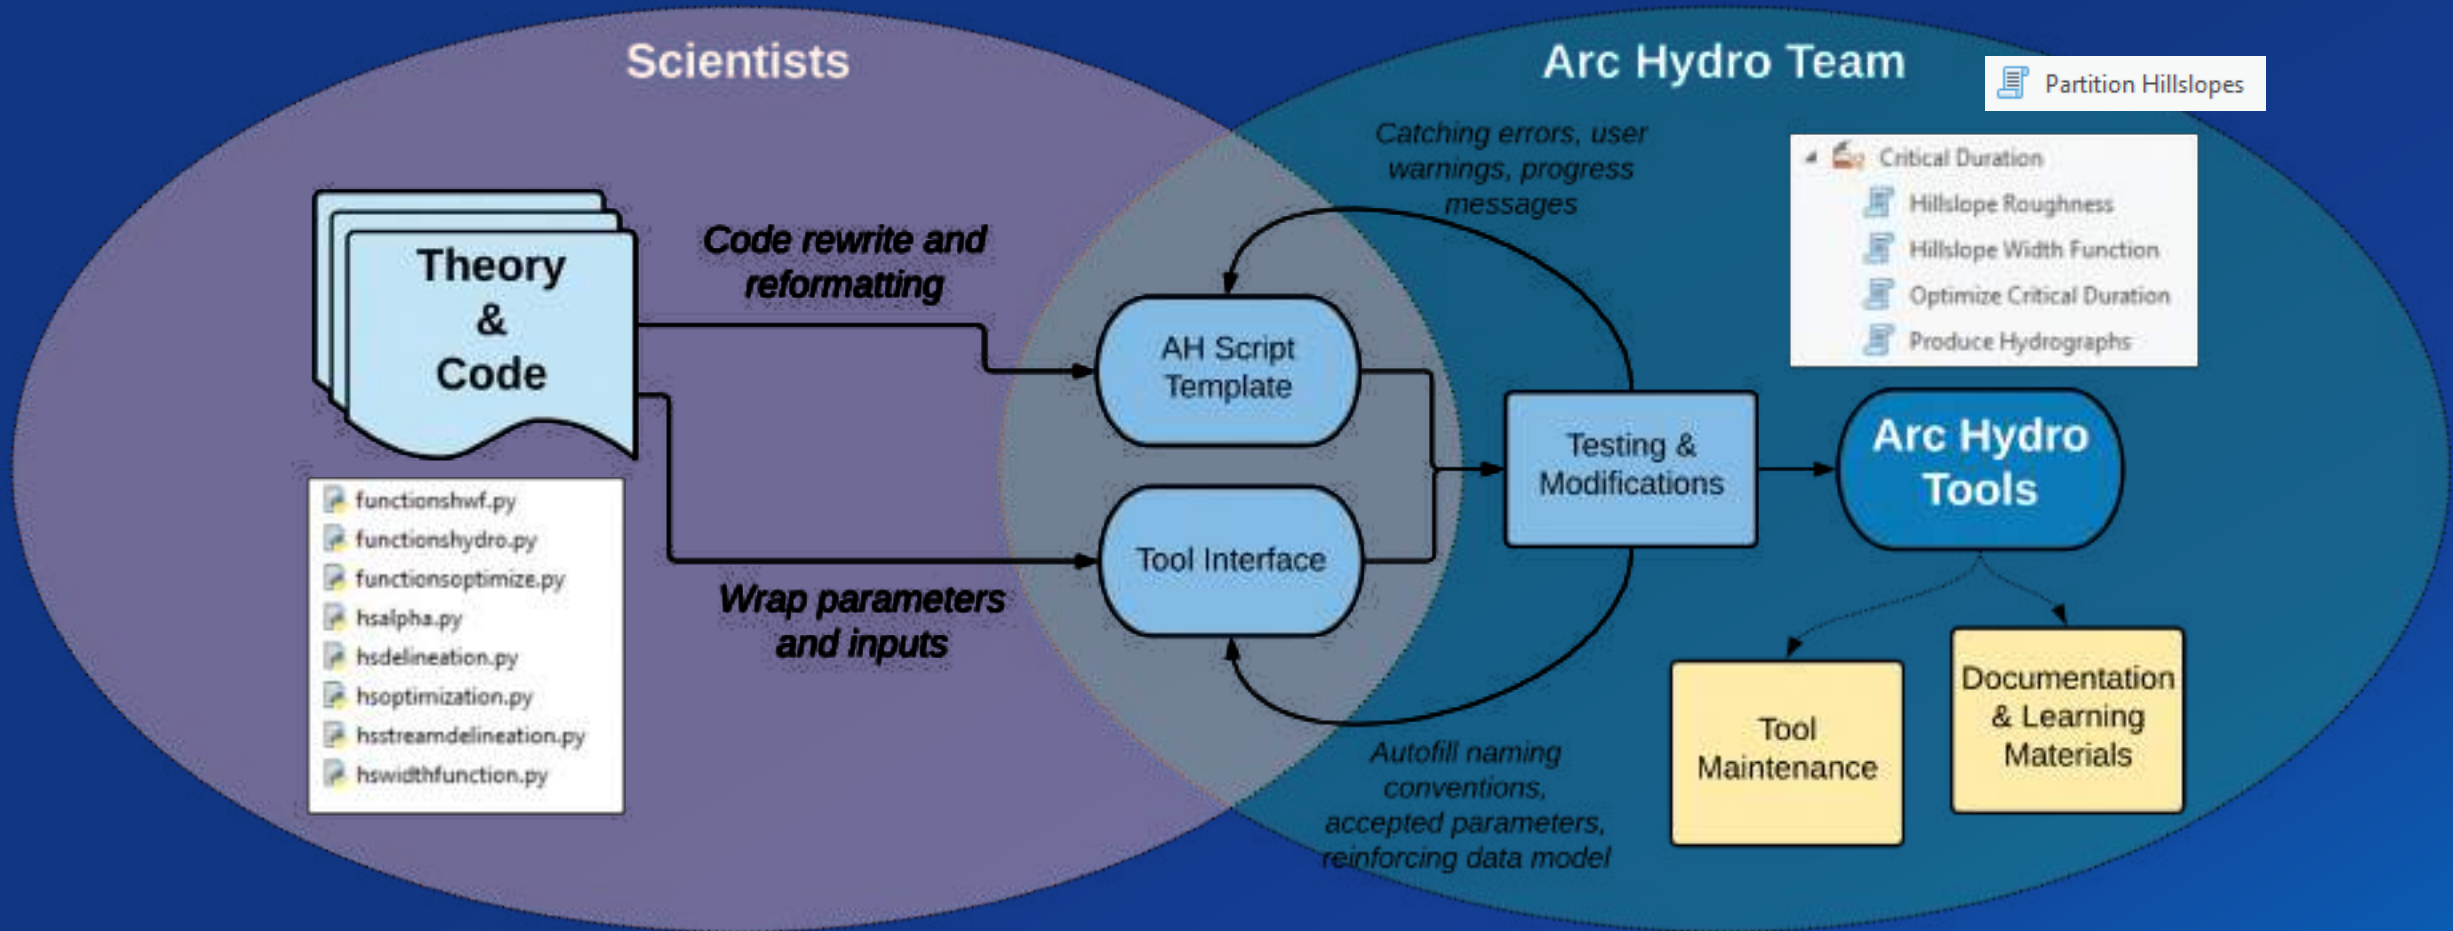 Scientists
Arc Hydro Team
Partition Hillslopes
Catching errors, user
warnings, progress
messages
Critical Duration
Hillslope Roughness
Hillslope Width Function
Optimize Critical Duration
Produce Hydrographs
Theory
&
Code
Code rewrite and
reformatting
AH Script
Template
Testing &
Modifications
Arc Hydro
Tools
functionshwf.py
functionshydro.py
functionsoptimize.py
hsalpha.py
hsdelineation.py
hsoptimization.py
hsstreamdelineation.py
hswidthfunction.py
Wrap parameters
and inputs
Tool Interface
Autofill naming
conventions,
accepted parameters,
reinforcing data model
Tool
Maintenance
Documentation
& Learning
Materials